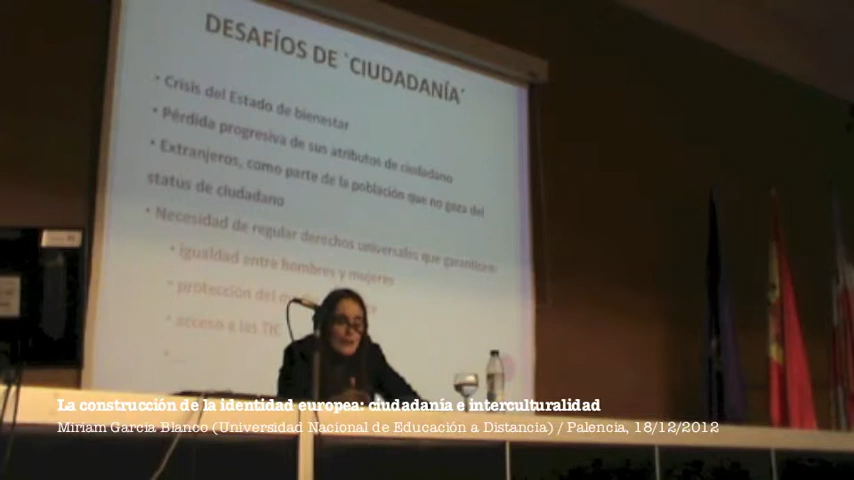 DESAFÍOS DE ‘CIUDADANÍA’
• Crisis del Estado de bienestar
• Pérdida progresiva de sus atributos de ciudadano
• Extranjeros, como parte de la población que no goza del
status de ciudadano
• Necesidad de regular derechos universales que garanticen:
• igualdad entre hombres y mujeres
• protección del
• acceso a las TIC
La construcción de la identidad europea: ciudadanía e interculturalidad
Miriam García Blanco (Universidad Nacional de Educación a Distancia) / Palencia, 18/12/2012